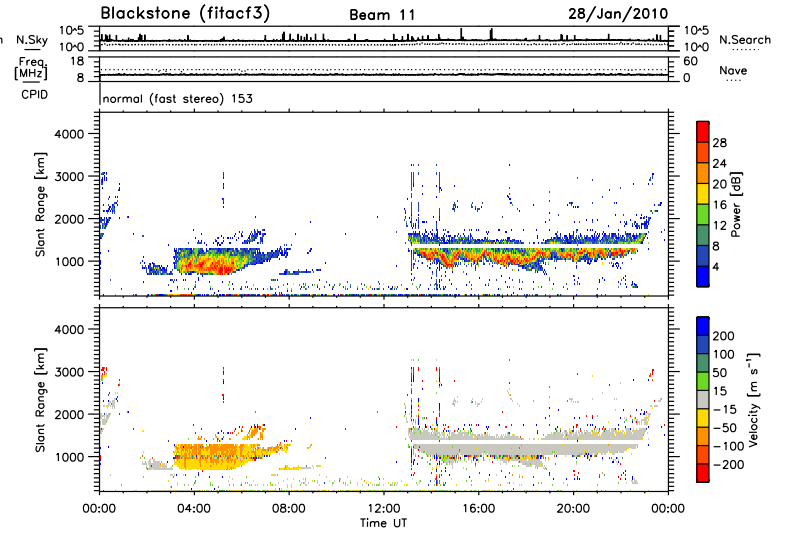 Blackstone (fitacf3) Beam 11 28/Jan/2010
N.Sky 10^5 10^5 N.Search
10^0 10^0
Freq. 18 60 Nave
[MHz] 8 0
CPID normal (fast stereo) 153
Slant Range [km]
4000
3000
2000
1000
Power [dB]
28
24
20
16
12
8
4
Slant Range [km]
4000
3000
2000
1000
Velocity [m s⁻¹]
200
100
50
15
-15
-50
-100
-200
00:00 04:00 08:00 12:00 16:00 20:00 00:00
Time UT